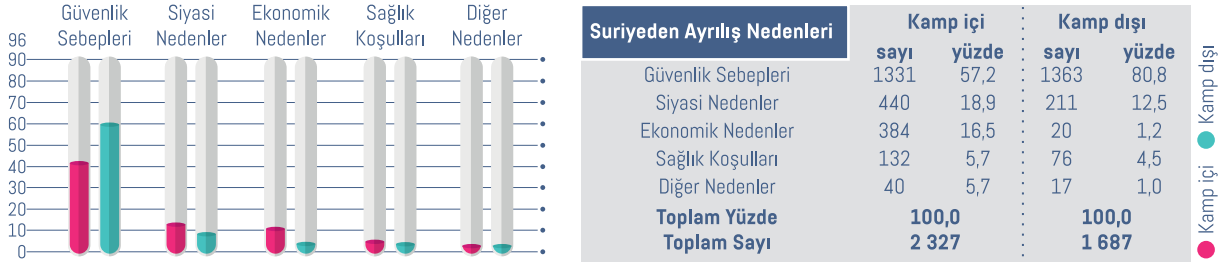 Güvenlik Sebepleri
Siyasi Nedenler
Ekonomik Nedenler
Sağlık Koşulları
Diğer Nedenler
96
90
80
70
60
50
40
30
20
10
0
Suriyeden Ayrılış Nedenleri Kamp içi Kamp dışı
sayı yüzde sayı yüzde
Güvenlik Sebepleri 1331 57,2 1363 80,8
Siyasi Nedenler 440 18,9 211 12,5
Ekonomik Nedenler 384 16,5 20 1,2
Sağlık Koşulları 132 5,7 76 4,5
Diğer Nedenler 40 5,7 17 1,0
Toplam Yüzde 100,0 100,0
Toplam Sayı 2 327 1 687
Kamp dışı
Kamp içi